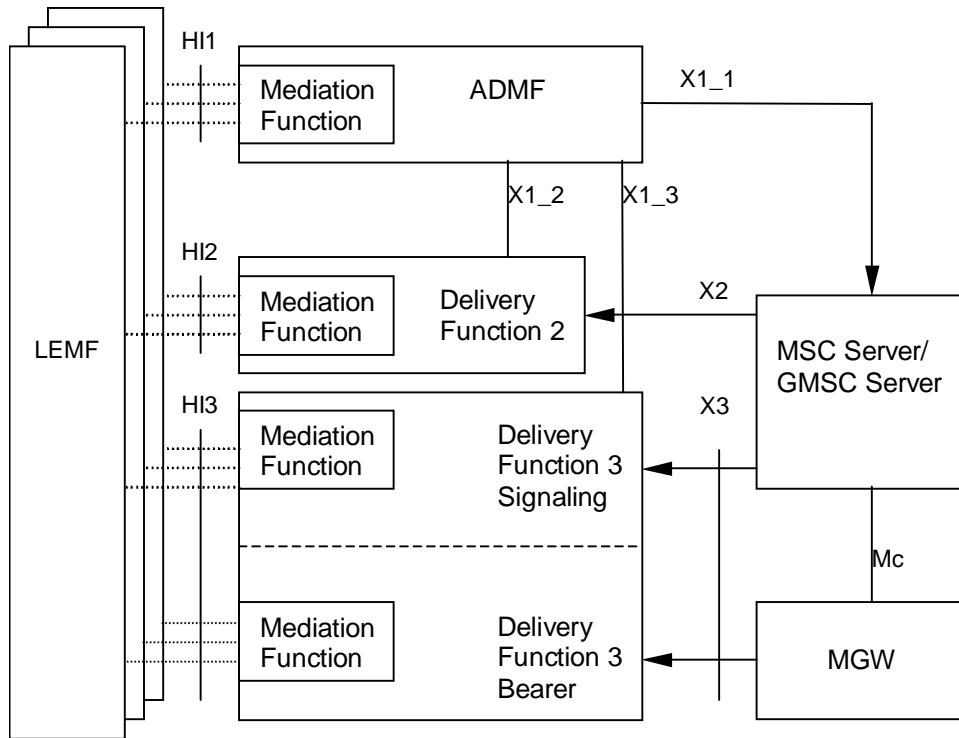 HI1
Mediation
Function
ADMF
X1_1
X1_2
X1_3
HI2
Mediation
Function
Delivery
Function 2
X2
LEMF
MSC Server/
GMSC Server
HI3
X3
Mediation
Function
Delivery
Function 3
Signaling
Mc
Mediation
Function
Delivery
Function 3
Bearer
MGW